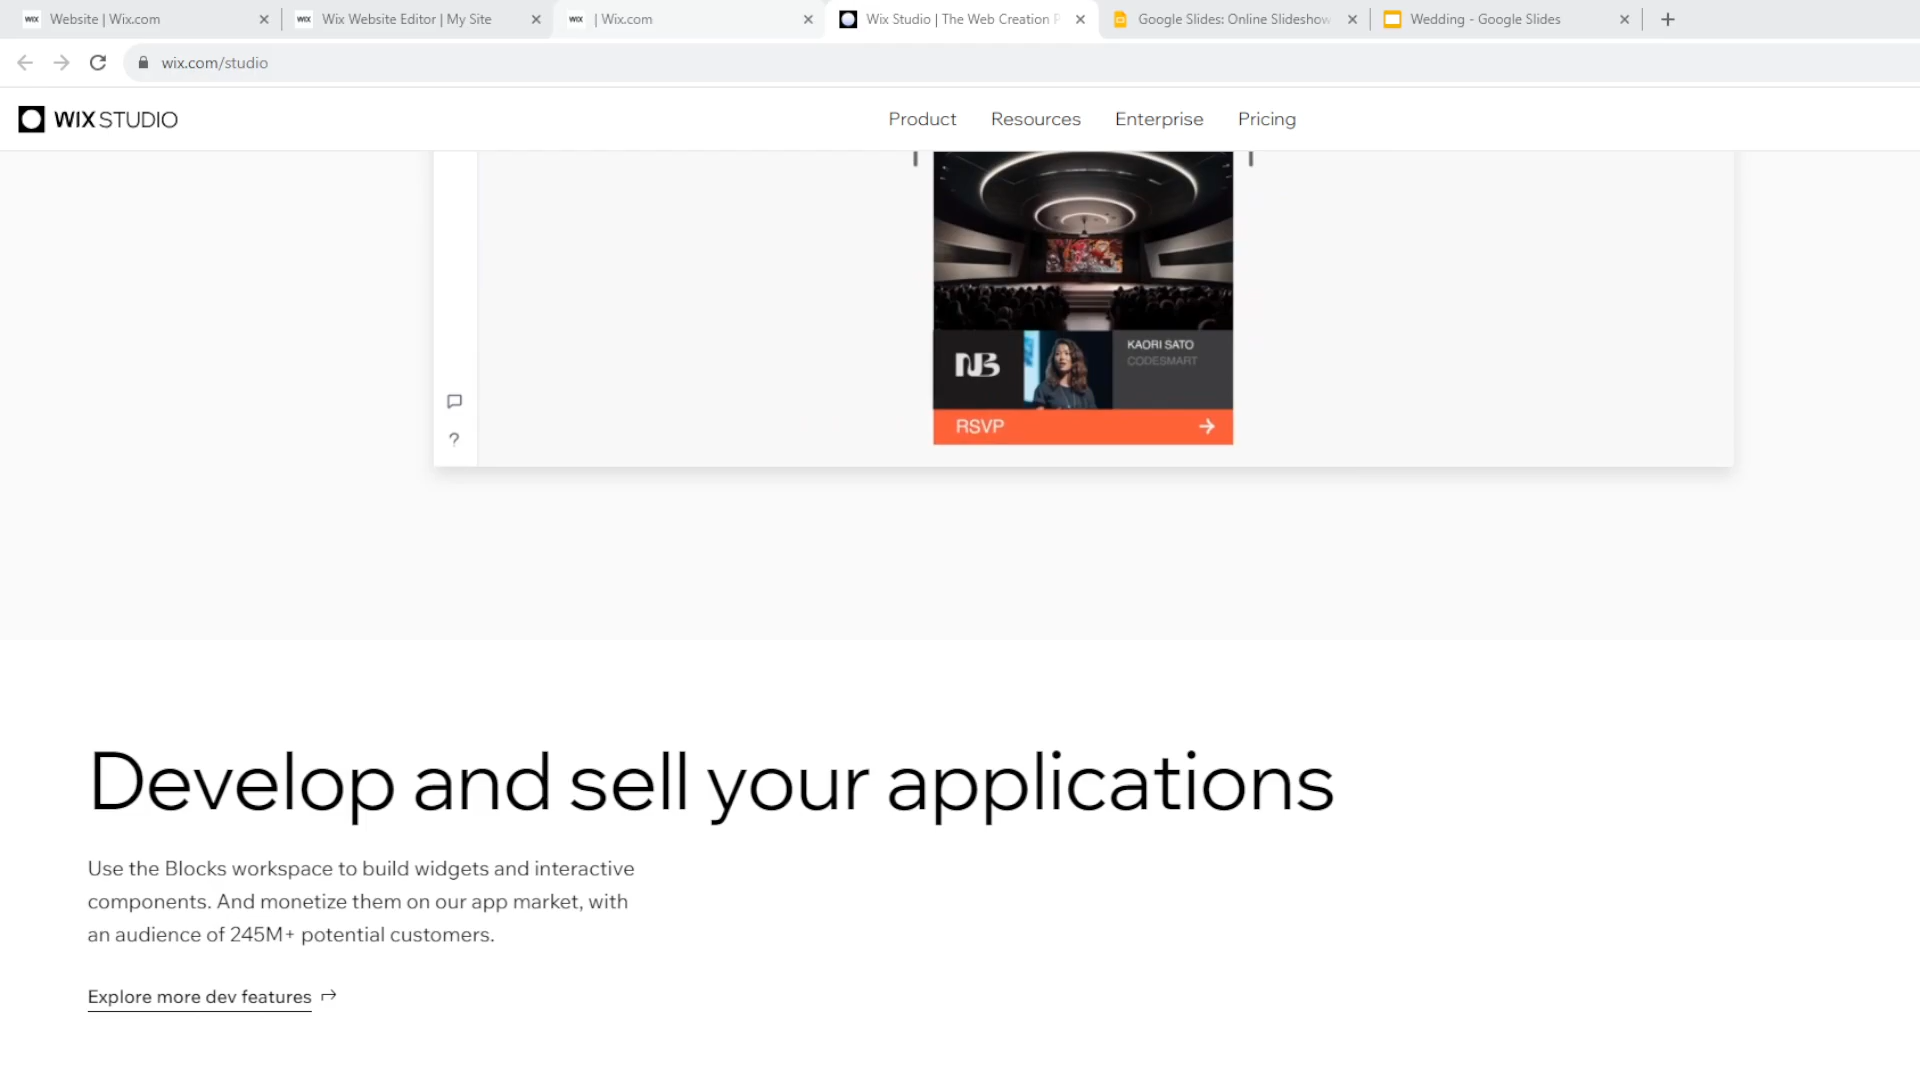 Website | Wix.com
Wix Website Editor | My Site
| Wix.com
Wix Studio | The Web Creation P
Google Slides: Online Slideshow
Wedding - Google Slides
wix.com/studio
WIX STUDIO
Product
Resources
Enterprise
Pricing
NB
KAORI SATO
CODESMART
RSVP
?
Develop and sell your applications
Use the Blocks workspace to build widgets and interactive
components. And monetize them on our app market, with
an audience of 245M+ potential customers.
Explore more dev features